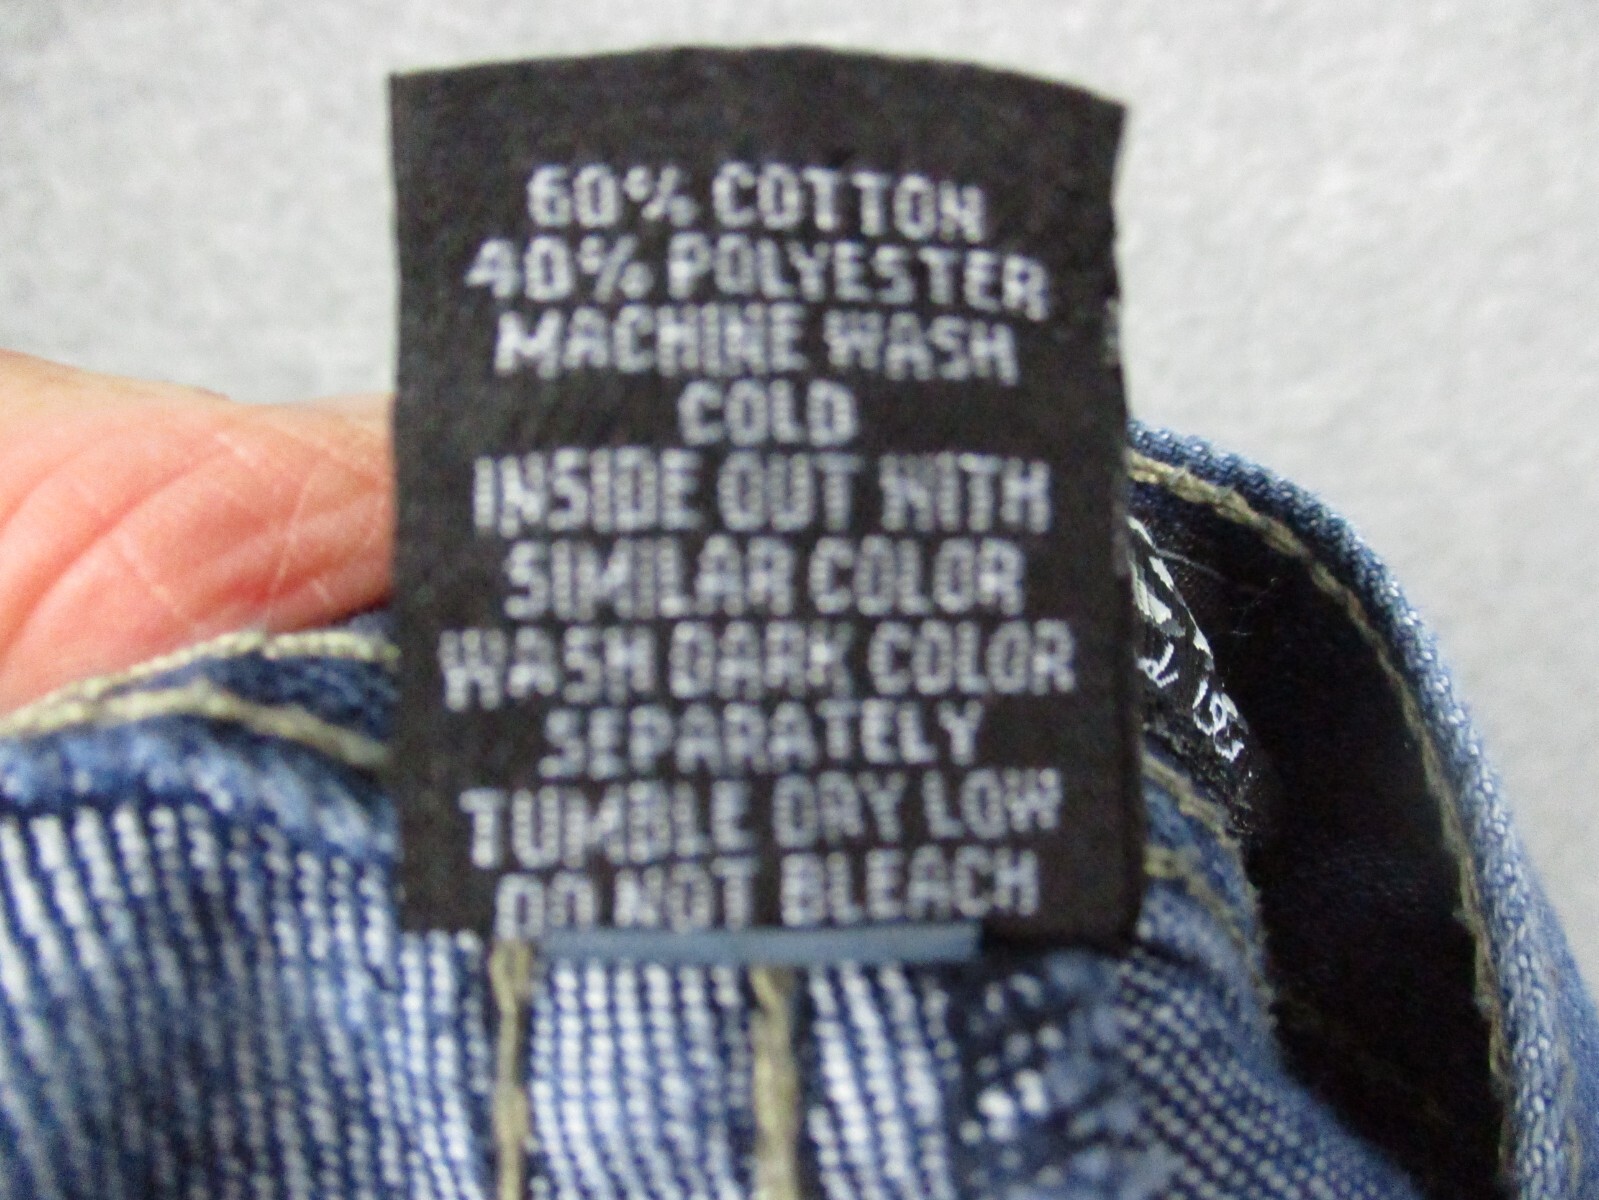 60% COTTON
40% POLYESTER
MACHINE WASH
COLD
INSIDE OUT WITH
SIMILAR COLOR
WASH DARK COLOR
SEPARATELY
TUMBLE DRY LOW
DO NOT BLEACH